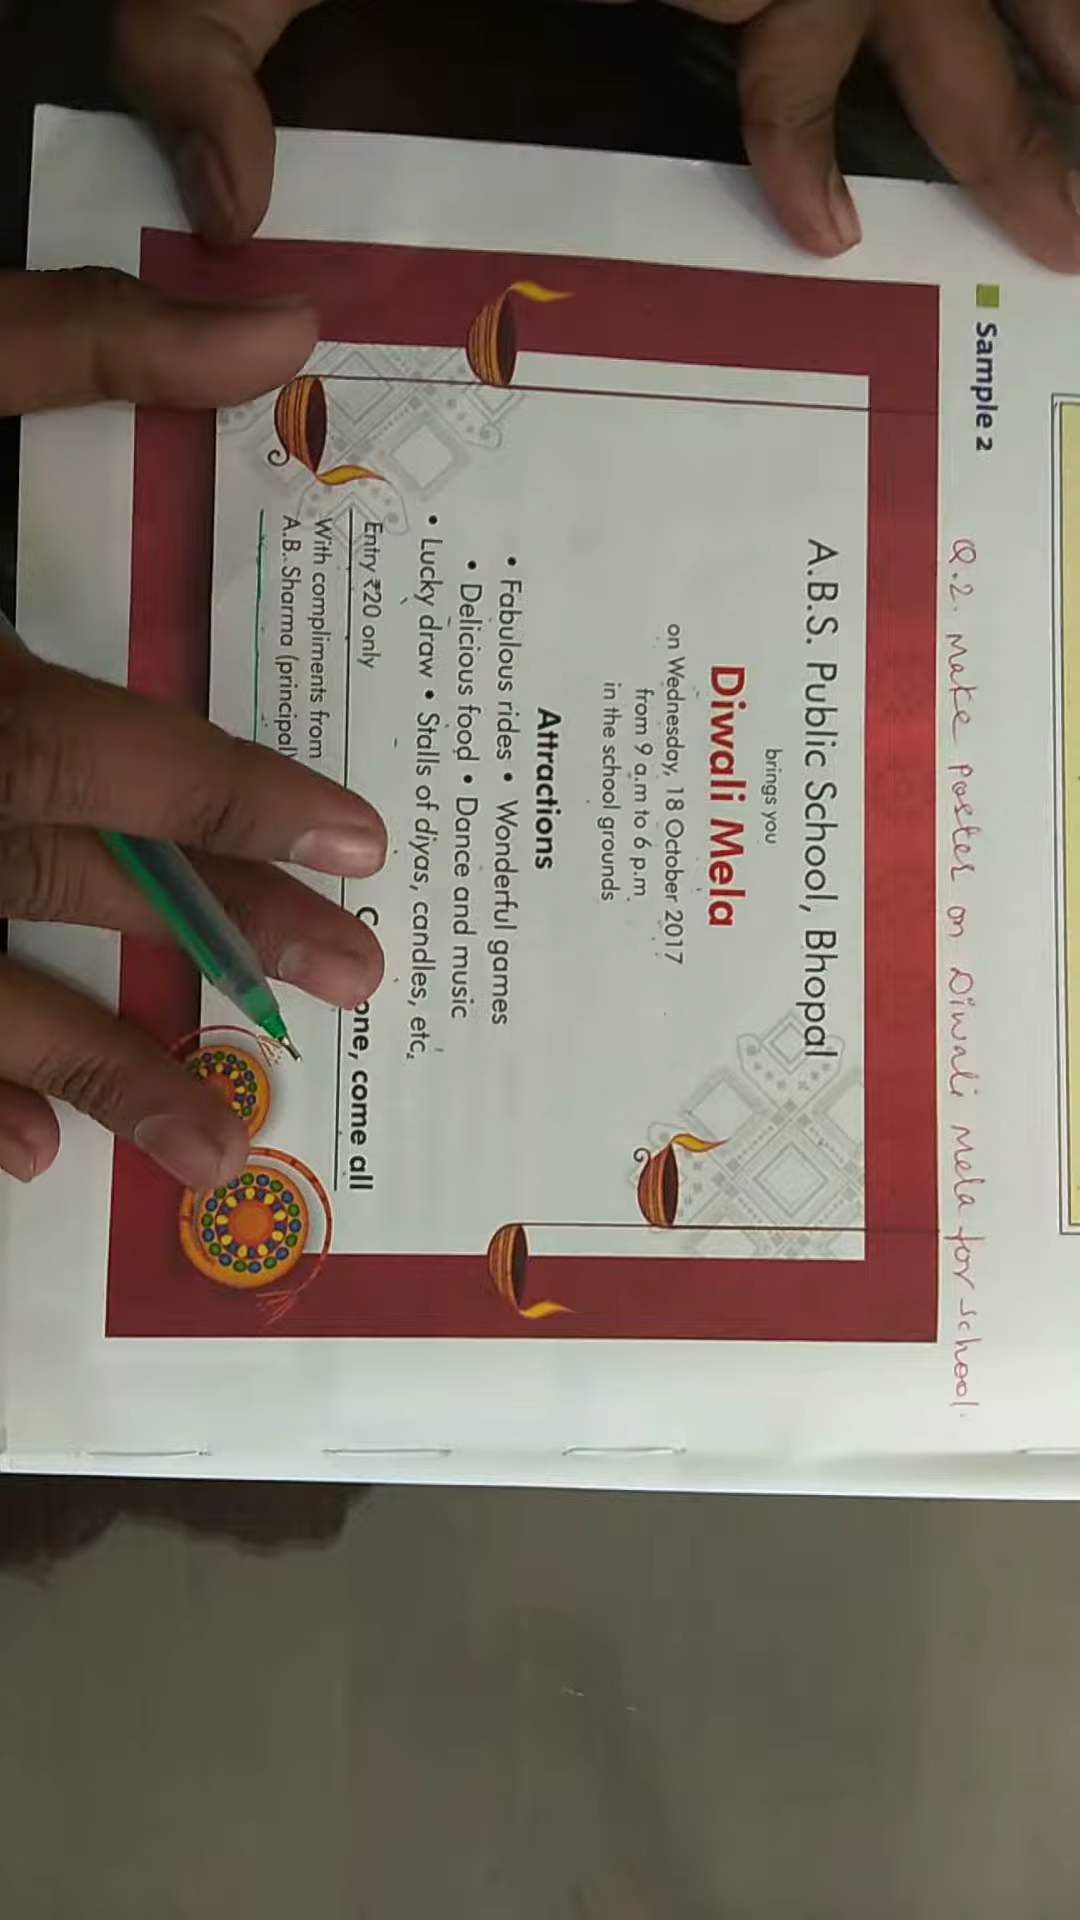 Sample 2
Q.2. Make Poster on Diwali Mela for school.
A.B.S. Public School, Bhopal
brings you
Diwali Mela
on Wednesday, 18 October 2017
from 9 a.m to 6 p.m
in the school grounds
Attractions
• Fabulous rides • Wonderful games
• Delicious food • Dance and music
• Lucky draw • Stalls of diyas, candles, etc.
Entry ₹20 only
one, come all
With compliments from
A.B. Sharma (principal)